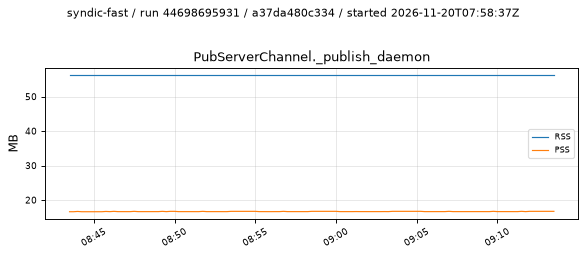 syndic-fast / run 44698695931 / a37da480c334 / started 2026-11-20T07:58:37Z
PubServerChannel._publish_daemon
MB
50
40
30
20
RSS
PSS
08:45
08:50
08:55
09:00
09:05
09:10